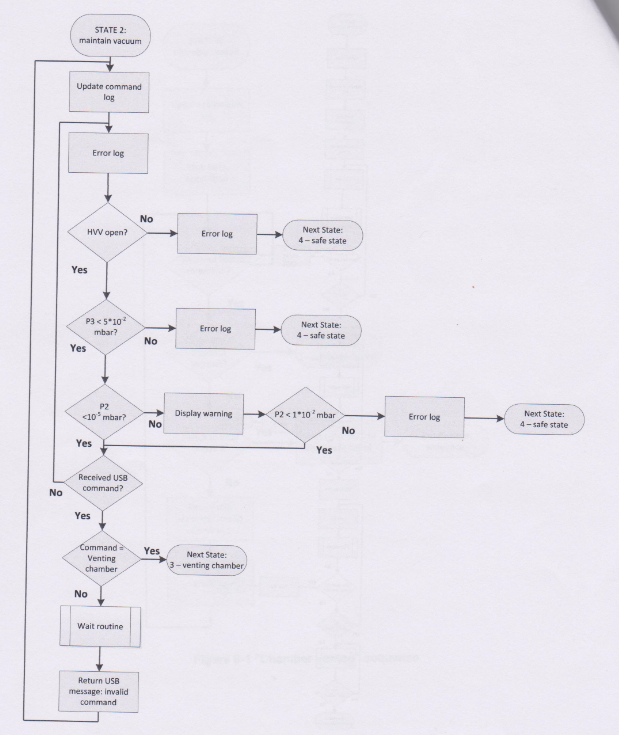 STATE 2:
maintain vacuum
Update command
log
Error log
HVV open?
No
Error log
Next State:
4 – safe state
Yes
P3 < 5*10⁻² 
mbar?
No
Error log
Next State:
4 – safe state
Yes
P2
<10⁻⁵ mbar?
No
Display warning
P2 < 1*10⁻² mbar
No
Error log
Next State:
4 – safe state
Yes
Yes
Received USB
command?
No
Yes
Command =
Venting
chamber
Yes
Next State:
3 – venting chamber
No
Wait routine
Return USB
message: invalid
command